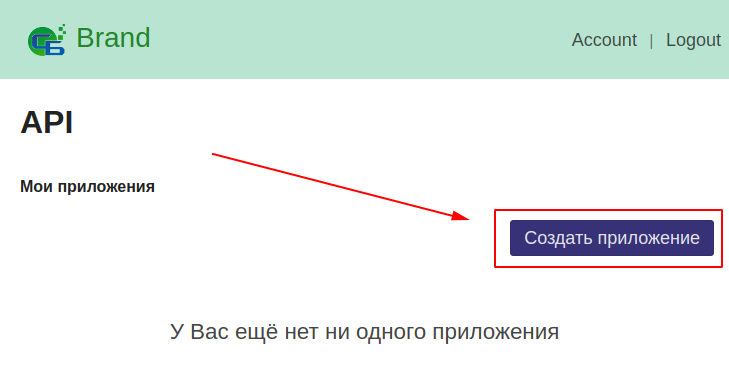 Brand
Account | Logout
API
Мои приложения
Создать приложение
У Вас ещё нет ни одного приложения